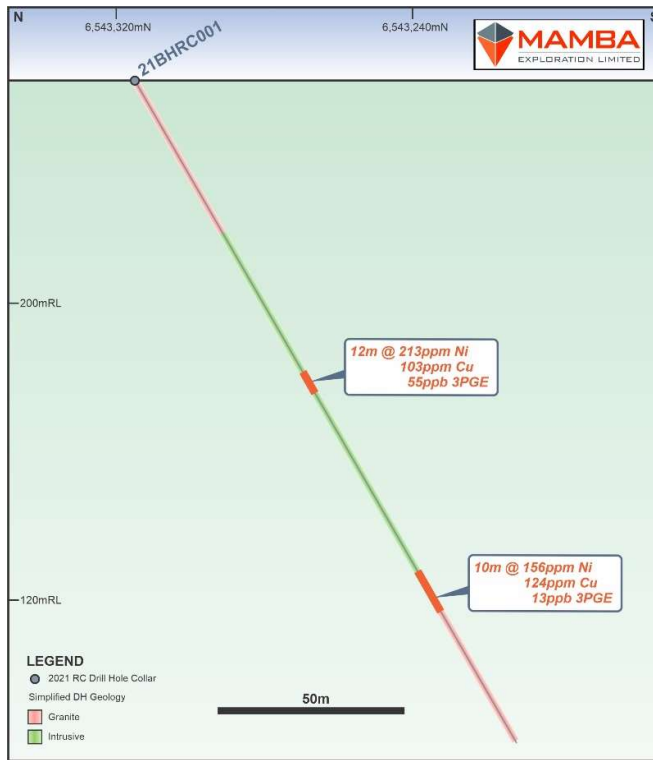 N
6,543,320mN
6,543,240mN
S
MAMBA
EXPLORATION LIMITED
21BHRC001
200mRL
12m @ 213ppm Ni
103ppm Cu
55ppb 3PGE
10m @ 156ppm Ni
124ppm Cu
13ppb 3PGE
120mRL
LEGEND
2021 RC Drill Hole Collar
Simplified DH Geology
Granite
Intrusive
50m